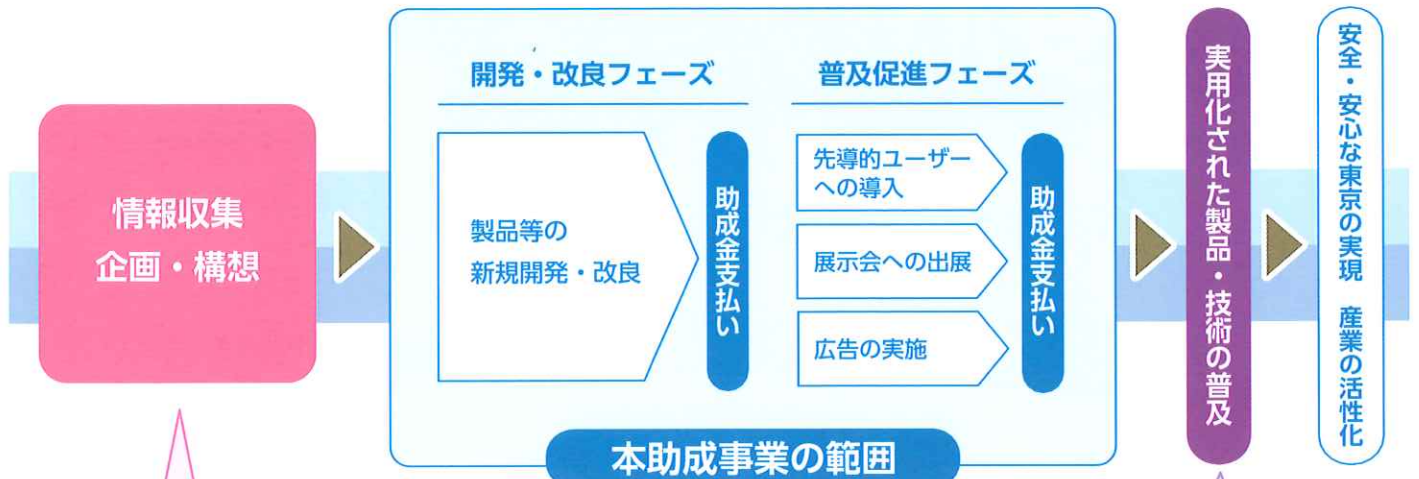 情報収集
企画・構想
開発・改良フェーズ
製品等の
新規開発・改良
助成金支払い
普及促進フェーズ
先導的ユーザー
への導入
展示会への出展
広告の実施
助成金支払い
本助成事業の範囲
実用化された製品・技術の普及
安全・安心な東京の実現　産業の活性化